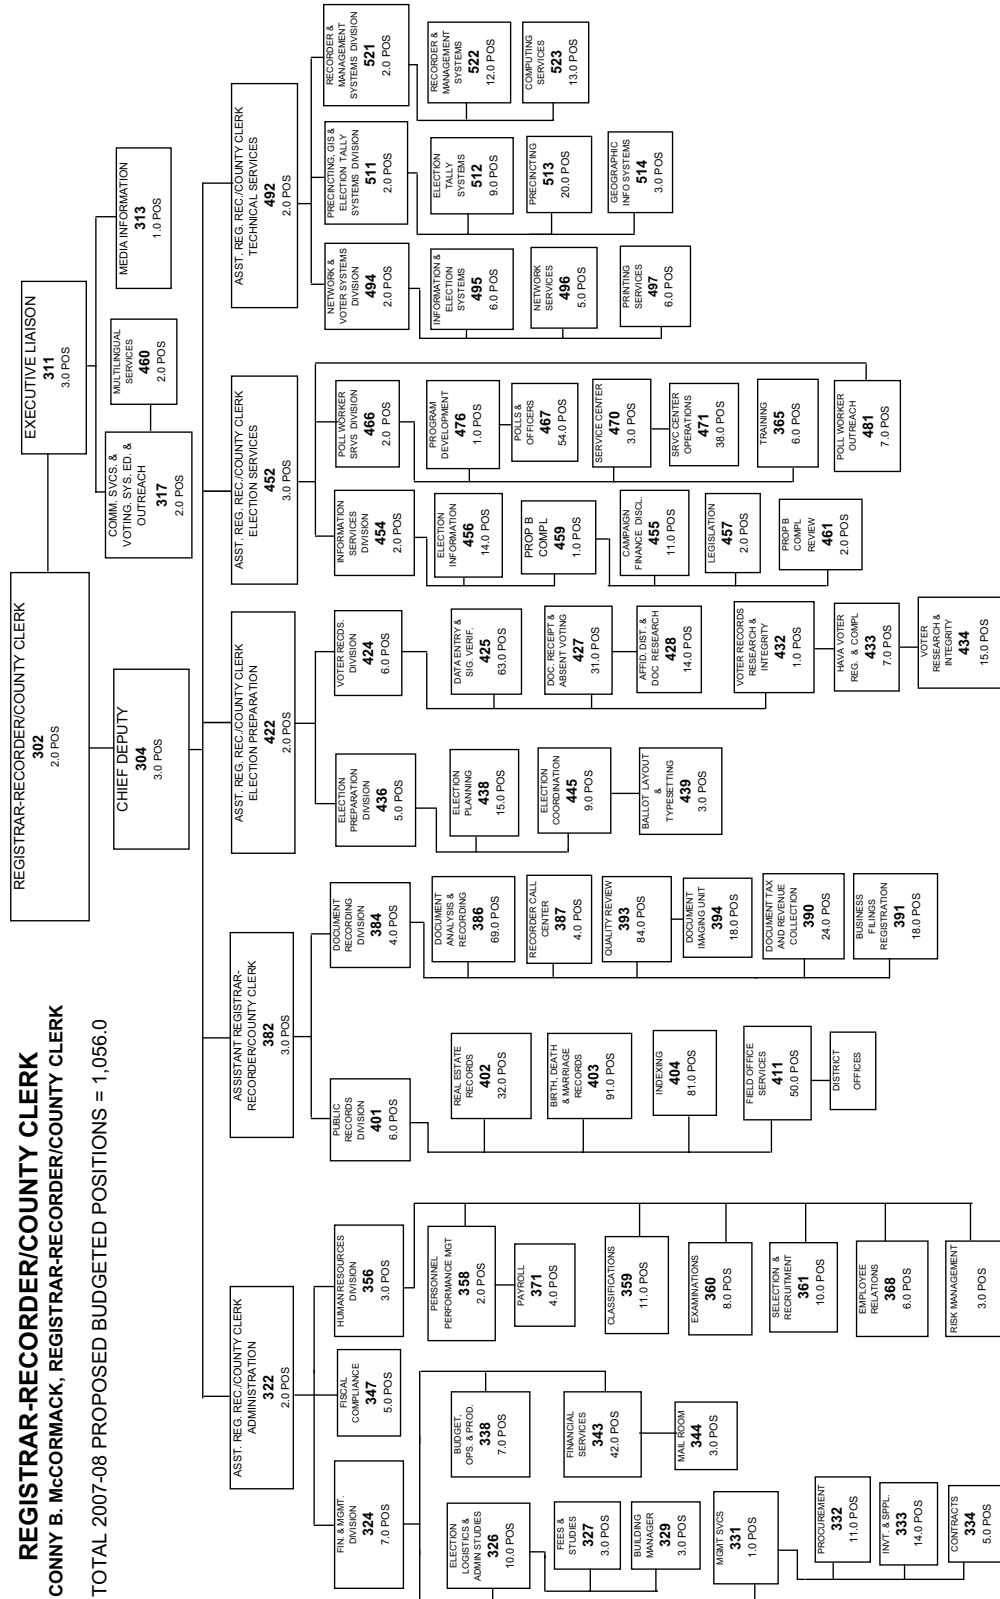 REGISTRAR-RECORDER/COUNTY CLERK
CONNY B. McCORMACK, REGISTRAR-RECORDER/COUNTY CLERK
TOTAL 2007-08 PROPOSED BUDGETED POSITIONS = 1,056.0
REGISTRAR-RECORDER/COUNTY CLERK
302
2.0 POS
EXECUTIVE LIAISON
311
3.0 POS
COMM. SVCS. &
VOTING. SYS. ED. &
OUTREACH
317
2.0 POS
MULTILINGUAL
SERVICES
460
2.0 POS
MEDIA INFORMATION
313
1.0 POS
CHIEF DEPUTY
304
3.0 POS
ASST. REG. REC./COUNTY CLERK
ADMINISTRATION
322
2.0 POS
FIN. & MGMT.
DIVISION
324
7.0 POS
ELECTION
LOGISTICS &
ADMIN STUDIES
326
10.0 POS
FEES &
STUDIES
327
3.0 POS
BUILDING
MANAGER
329
3.0 POS
MGMT SVCS
331
1.0 POS
PROCUREMENT
332
11.0 POS
INVT. & SPPL.
333
14.0 POS
CONTRACTS
334
5.0 POS
BUDGET,
OPS. & PROD.
338
7.0 POS
FINANCIAL
SERVICES
343
42.0 POS
MAIL ROOM
344
3.0 POS
FISCAL
COMPLIANCE
347
5.0 POS
HUMAN RESOURCES
DIVISION
356
3.0 POS
PERSONNEL
PERFORMANCE MGT
358
2.0 POS
PAYROLL
371
4.0 POS
CLASSIFICATIONS
359
11.0 POS
EXAMINATIONS
360
8.0 POS
SELECTION &
RECRUITMENT
361
10.0 POS
EMPLOYEE
RELATIONS
368
6.0 POS
RISK MANAGEMENT
3.0 POS
ASSISTANT REGISTRAR-
RECORDER/COUNTY CLERK
382
3.0 POS
PUBLIC
RECORDS
DIVISION
401
6.0 POS
REAL ESTATE
RECORDS
402
32.0 POS
BIRTH, DEATH
& MARRIAGE
RECORDS
403
91.0 POS
INDEXING
404
81.0 POS
FIELD OFFICE
SERVICES
411
50.0 POS
DISTRICT
OFFICES
DOCUMENT
RECORDING
DIVISION
384
4.0 POS
DOCUMENT
ANALYSIS &
RECORDING
386
69.0 POS
RECORDER CALL
CENTER
387
4.0 POS
QUALITY REVIEW
393
84.0 POS
DOCUMENT
IMAGING UNIT
394
18.0 POS
DOCUMENT TAX
AND REVENUE
COLLECTION
390
24.0 POS
BUSINESS
FILINGS
REGISTRATION
391
18.0 POS
ASST. REG. REC./COUNTY CLERK
ELECTION PREPARATION
422
2.0 POS
ELECTION
PREPARATION
DIVISION
436
5.0 POS
ELECTION
PLANNING
438
15.0 POS
ELECTION
COORDINATION
445
9.0 POS
BALLOT LAYOUT
&
TYPESETTING
439
3.0 POS
VOTER RECDS.
DIVISION
424
6.0 POS
DATA ENTRY &
SIG. VERIF.
425
63.0 POS
DOC. RECEIPT &
ABSENT VOTING
427
31.0 POS
AFFID. DIST. &
DOC RESEARCH
428
14.0 POS
VOTER RECORDS
RESEARCH &
INTEGRITY
432
1.0 POS
HAVA VOTER
REG. & COMPL
433
7.0 POS
VOTER
RESEARCH &
INTEGRITY
434
15.0 POS
ASST. REG. REC./COUNTY CLERK
ELECTION SERVICES
452
3.0 POS
INFORMATION
SERVICES
DIVISION
454
2.0 POS
ELECTION
INFORMATION
456
14.0 POS
PROP B
COMPL
459
1.0 POS
CAMPAIGN
FINANCE DISCL.
455
11.0 POS
LEGISLATION
457
2.0 POS
PROP B
COMPL
REVIEW
461
2.0 POS
POLL WORKER
SRVS DIVISION
466
2.0 POS
PROGRAM
DEVELOPMENT
476
1.0 POS
POLLS &
OFFICERS
467
54.0 POS
SERVICE CENTER
470
3.0 POS
SRVC CENTER
OPERATIONS
471
38.0 POS
TRAINING
365
6.0 POS
POLL WORKER
OUTREACH
481
7.0 POS
ASST. REG. REC./COUNTY CLERK
TECHNICAL SERVICES
492
2.0 POS
NETWORK &
VOTER SYSTEMS
DIVISION
494
2.0 POS
INFORMATION &
ELECTION
SYSTEMS
495
6.0 POS
NETWORK
SERVICES
496
5.0 POS
PRINTING
SERVICES
497
6.0 POS
PRECINCTING, GIS &
ELECTION TALLY
SYSTEMS DIVISION
511
2.0 POS
ELECTION
TALLY
SYSTEMS
512
9.0 POS
PRECINCTING
513
20.0 POS
GEOGRAPHIC
INFO SYSTEMS
514
3.0 POS
RECORDER &
MANAGEMENT
SYSTEMS DIVISION
521
2.0 POS
RECORDER &
MANAGEMENT
SYSTEMS
522
12.0 POS
COMPUTING
SERVICES
523
13.0 POS